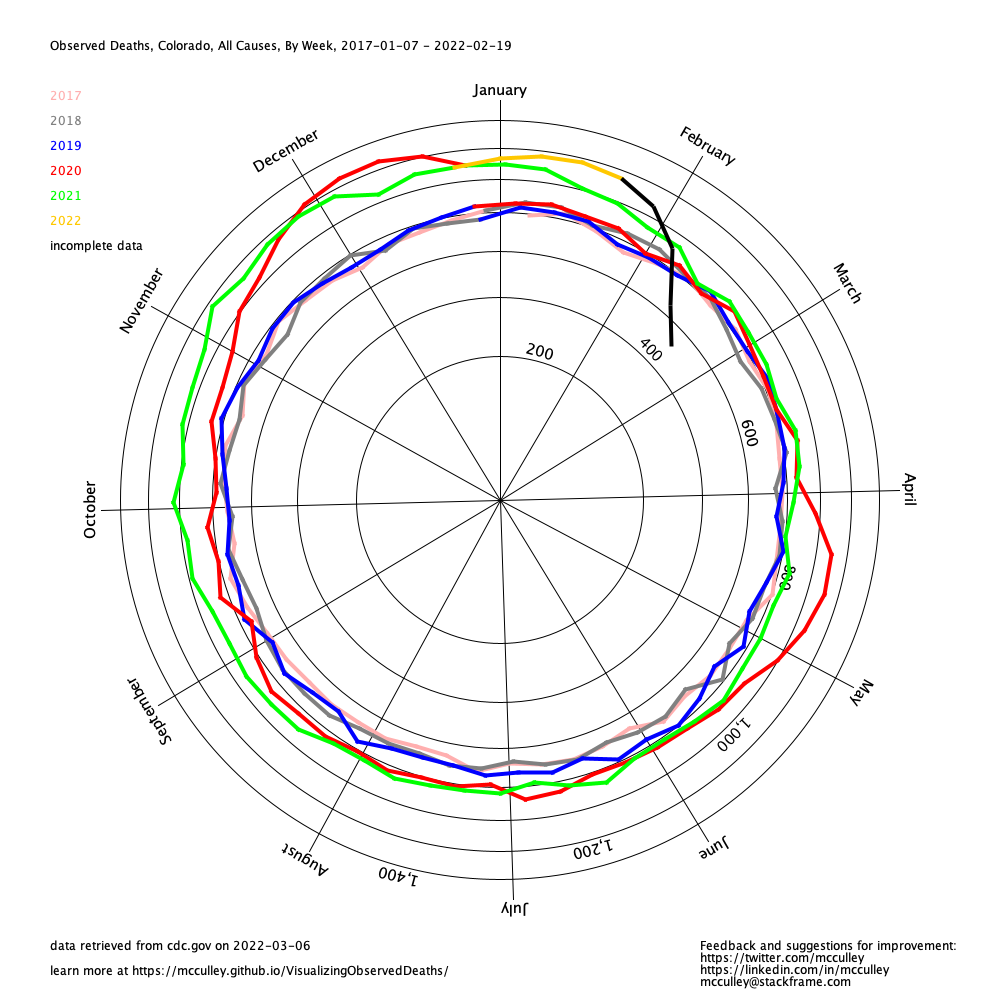 Observed Deaths, Colorado, All Causes, By Week, 2017-01-07 - 2022-02-19
2017
2018
2019
2020
2021
2022
incomplete data
January
February
March
April
May
June
July
August
September
October
November
December
200
400
600
800
1,000
1,200
1,400
data retrieved from cdc.gov on 2022-03-06
learn more at https://mcculley.github.io/VisualizingObservedDeaths/
Feedback and suggestions for improvement:
https://twitter.com/mcculley
https://linkedin.com/in/mcculley
mcculley@stackframe.com